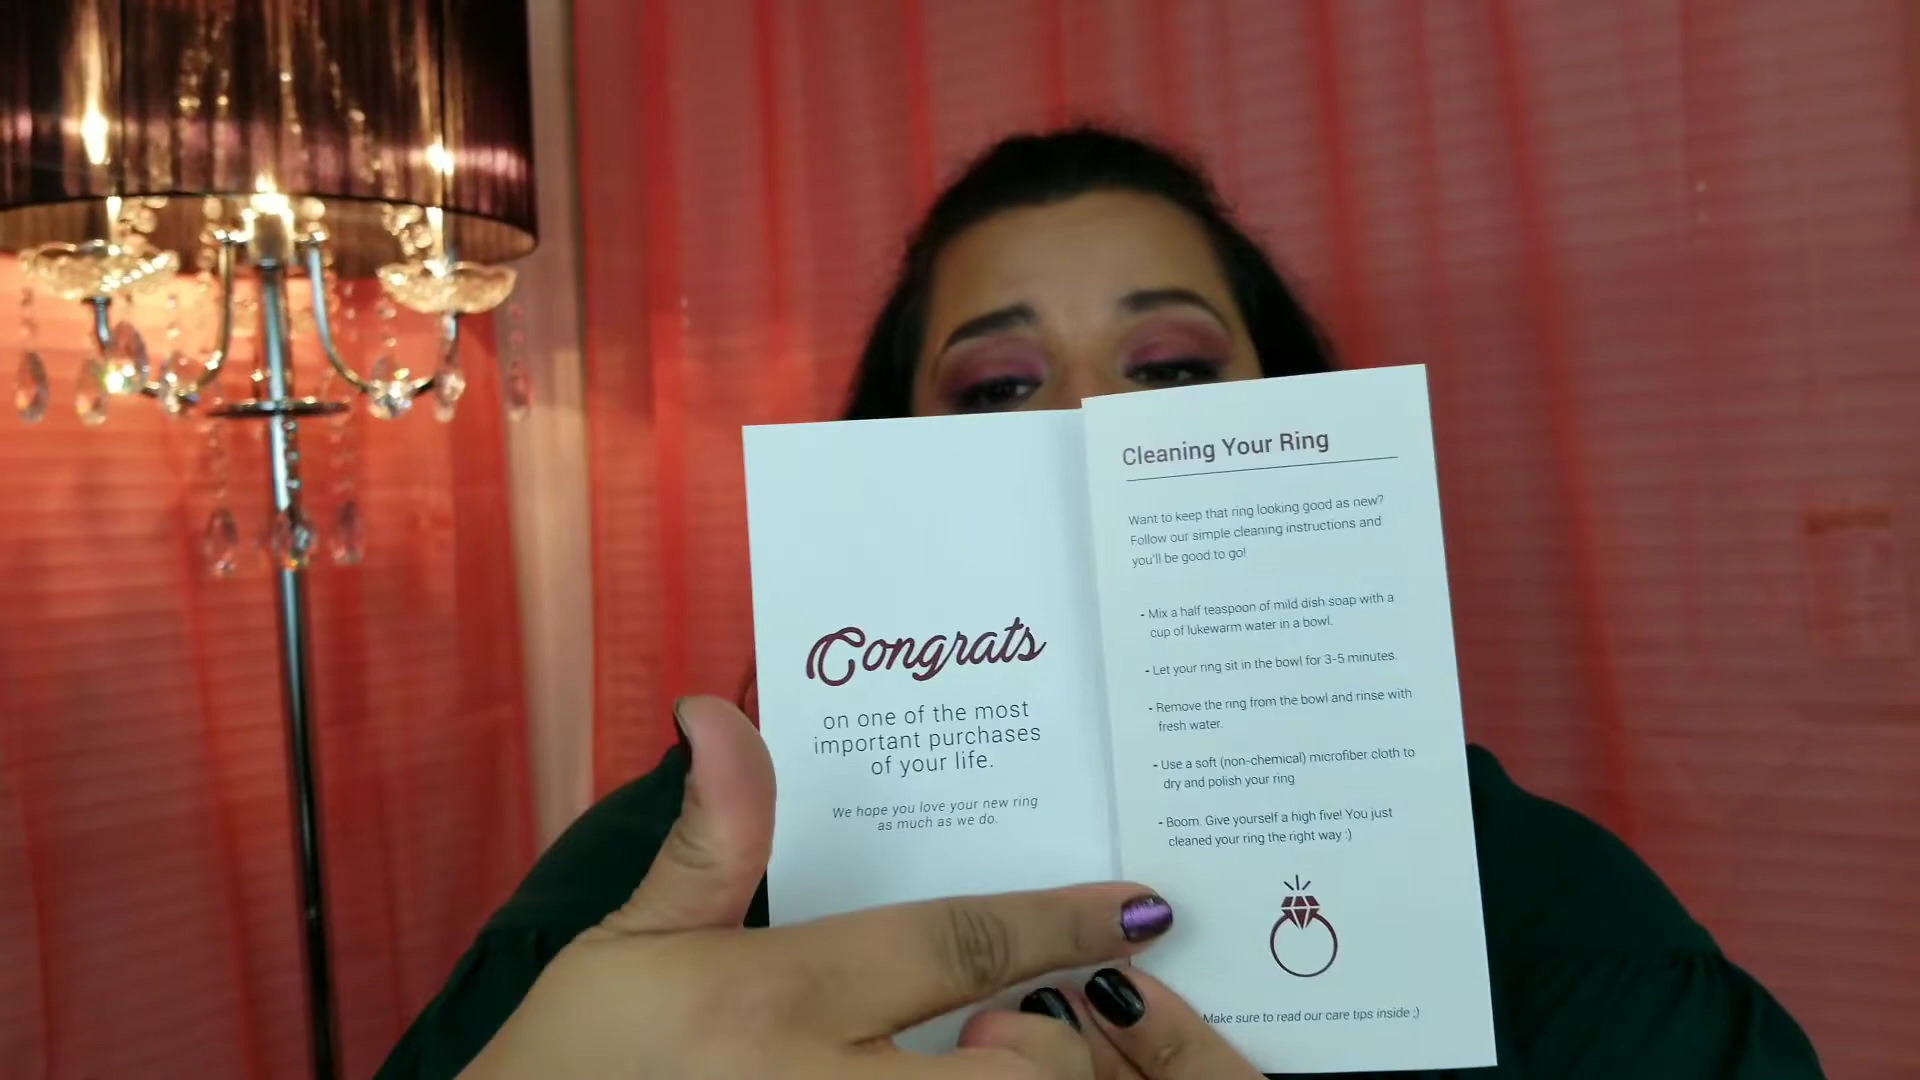 Congrats
on one of the most
important purchases
of your life.
We hope you love your new ring
as much as we do.
Cleaning Your Ring
Want to keep that ring looking good as new?
Follow our simple cleaning instructions and
you'll be good to go!
- Mix a half teaspoon of mild dish soap with a
cup of lukewarm water in a bowl.
- Let your ring sit in the bowl for 3-5 minutes.
- Remove the ring from the bowl and rinse with
fresh water.
- Use a soft (non-chemical) microfiber cloth to
dry and polish your ring
- Boom. Give yourself a high five! You just
cleaned your ring the right way :)
Make sure to read our care tips inside ;)